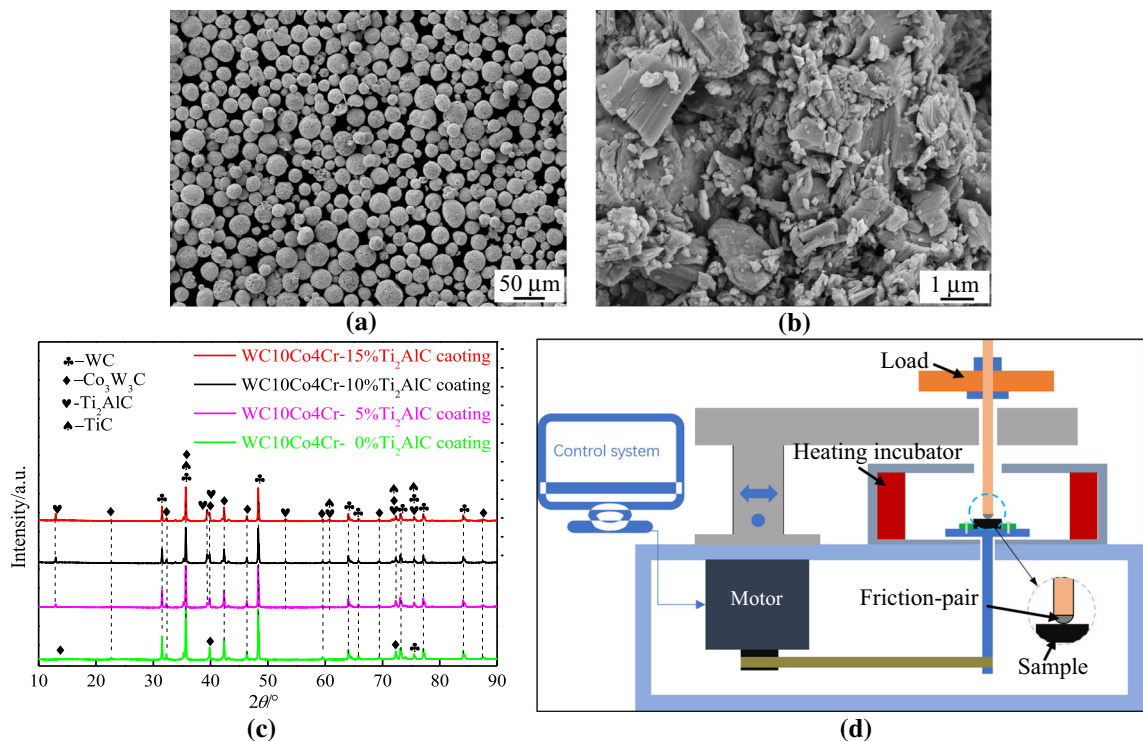 50 μm
1 μm
(a)
(b)
♣–WC
♦–Co₃W₃C
♥-Ti₂AlC
♠–TiC
WC10Co4Cr-15%Ti₂AlC caoting
WC10Co4Cr-10%Ti₂AlC coating
WC10Co4Cr- 5%Ti₂AlC coating
WC10Co4Cr- 0%Ti₂AlC coating
Intensity/a.u.
10 20 30 40 50 60 70 80 90
2θ/°
(c)
Load
Heating incubator
Control system
Motor
Friction-pair
Sample
(d)